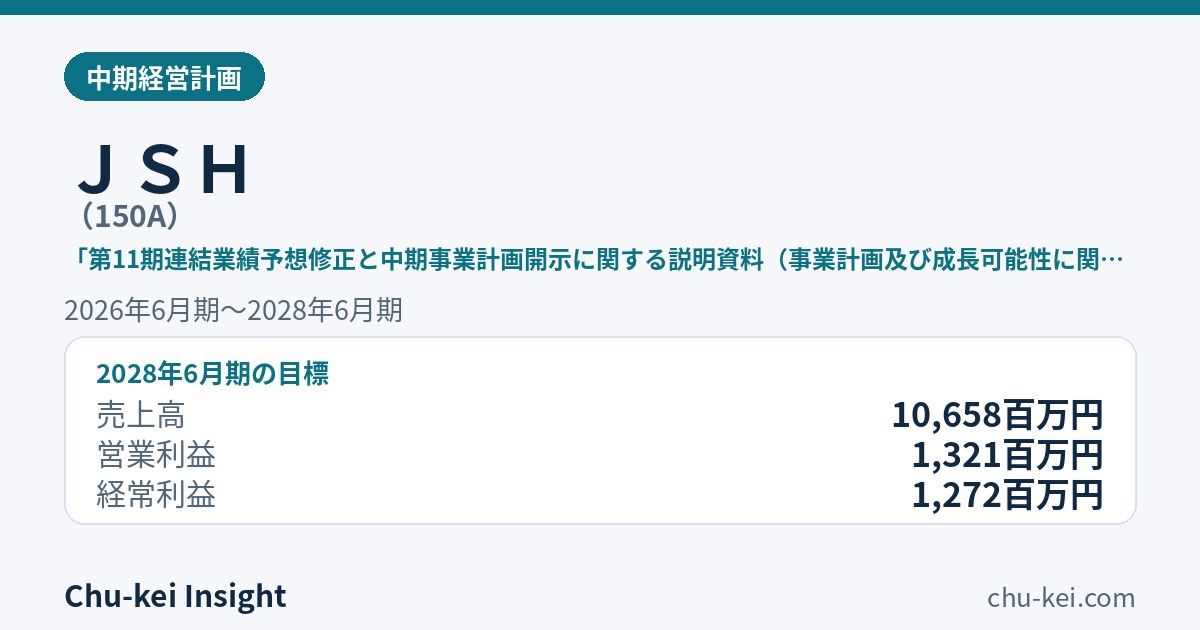 中期経営計画
ＪＳＨ
（150A）
「第11期連結業績予想修正と中期事業計画開示に関する説明資料（事業計画及び成長可能性に関…
2026年6月期～2028年6月期
2028年6月期の目標
売上高 10,658百万円
営業利益 1,321百万円
経常利益 1,272百万円
Chu-kei Insight
chu-kei.com